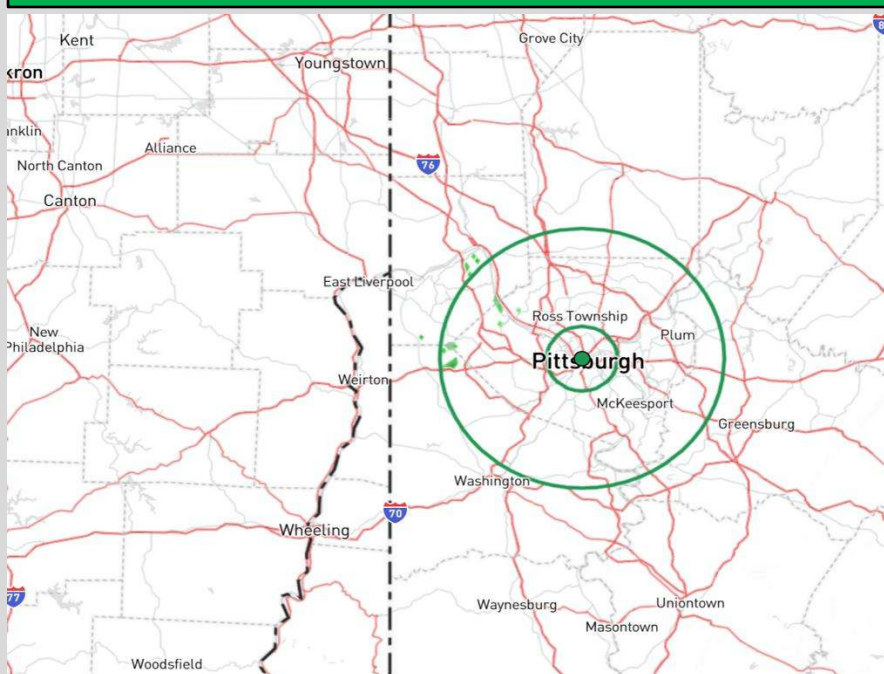 Kent
Grove City
Youngstown
kron
anklin
Alliance
76
North Canton
Canton
East Liverpool
Ross Township
New
Philadelphia
Plum
Pittsburgh
Weirton
McKeesport
Greensburg
Washington
70
Wheeling
77
Waynesburg
Uniontown
Masontown
Woodsfield